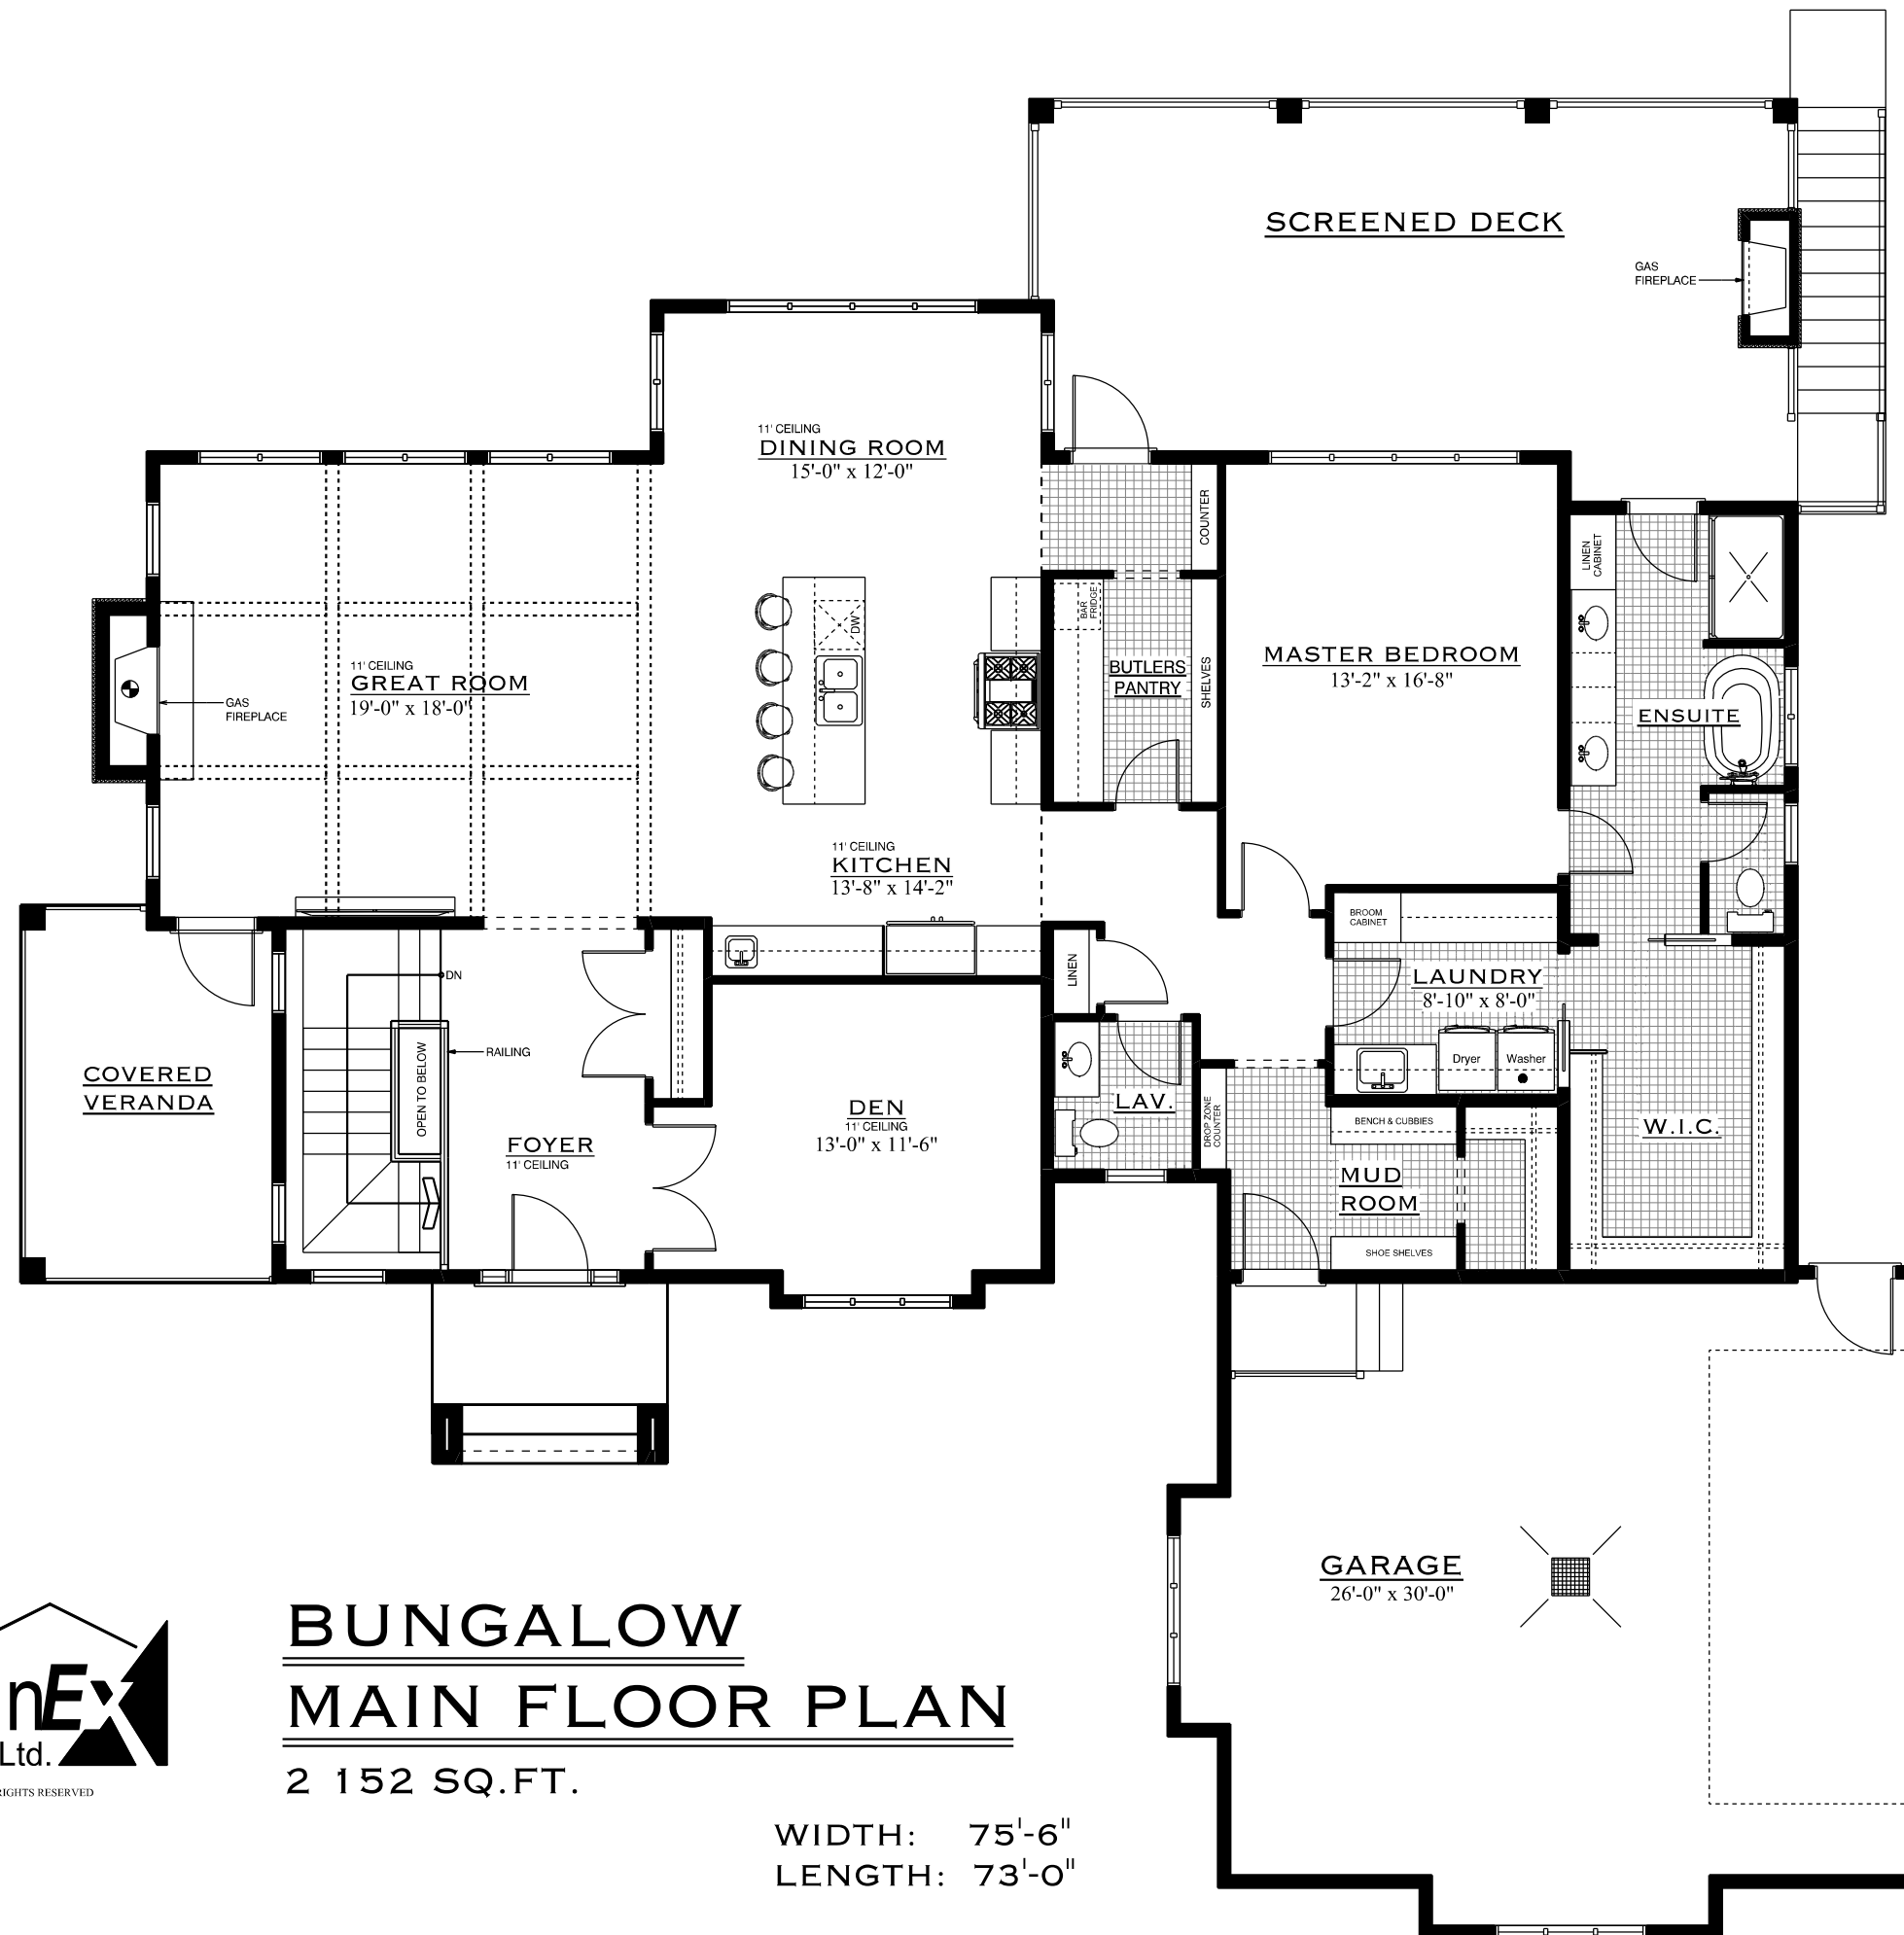 SCREENED DECK
GAS
FIREPLACE
11' CEILING
DINING ROOM
15'-0" x 12'-0"
COUNTER
LINEN
CABINET
BAR
FRIDGE
DW
11' CEILING
GREAT ROOM
19'-0" x 18'-0"
GAS
FIREPLACE
BUTLERS
PANTRY
SHELVES
MASTER BEDROOM
13'-2" x 16'-8"
ENSUITE
11' CEILING
KITCHEN
13'-8" x 14'-2"
BROOM
CABINET
LINEN
LAUNDRY
8'-10" x 8'-0"
DN
RAILING
OPEN TO BELOW
Dryer
Washer
COVERED
VERANDA
FOYER
11' CEILING
DEN
11' CEILING
13'-0" x 11'-6"
LAV.
DROP ZONE
COUNTER
BENCH & CUBBIES
W.I.C.
MUD
ROOM
SHOE SHELVES
GARAGE
26'-0" x 30'-0"
nEX
Ltd.
RIGHTS RESERVED
BUNGALOW
MAIN FLOOR PLAN
2 152 SQ.FT.
WIDTH: 75'-6"
LENGTH: 73'-0"